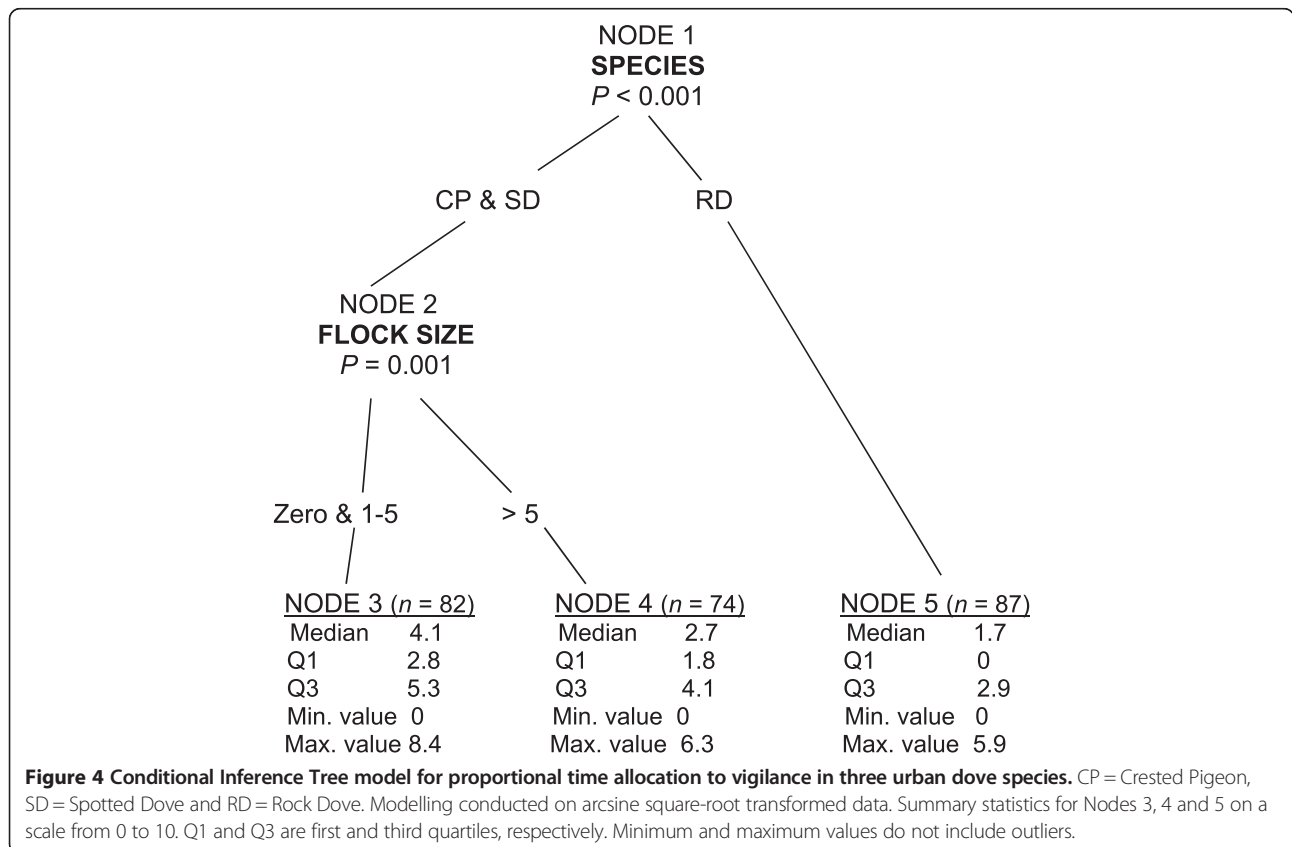 NODE 1
SPECIES
P < 0.001
CP & SD
RD
NODE 2
FLOCK SIZE
P = 0.001
Zero & 1-5
> 5
NODE 3 (n = 82)
Median 4.1
Q1 2.8
Q3 5.3
Min. value 0
Max. value 8.4
NODE 4 (n = 74)
Median 2.7
Q1 1.8
Q3 4.1
Min. value 0
Max. value 6.3
NODE 5 (n = 87)
Median 1.7
Q1 0
Q3 2.9
Min. value 0
Max. value 5.9
Figure 4 Conditional Inference Tree model for proportional time allocation to vigilance in three urban dove species. CP = Crested Pigeon,
SD = Spotted Dove and RD = Rock Dove. Modelling conducted on arcsine square-root transformed data. Summary statistics for Nodes 3, 4 and 5 on a
scale from 0 to 10. Q1 and Q3 are first and third quartiles, respectively. Minimum and maximum values do not include outliers.